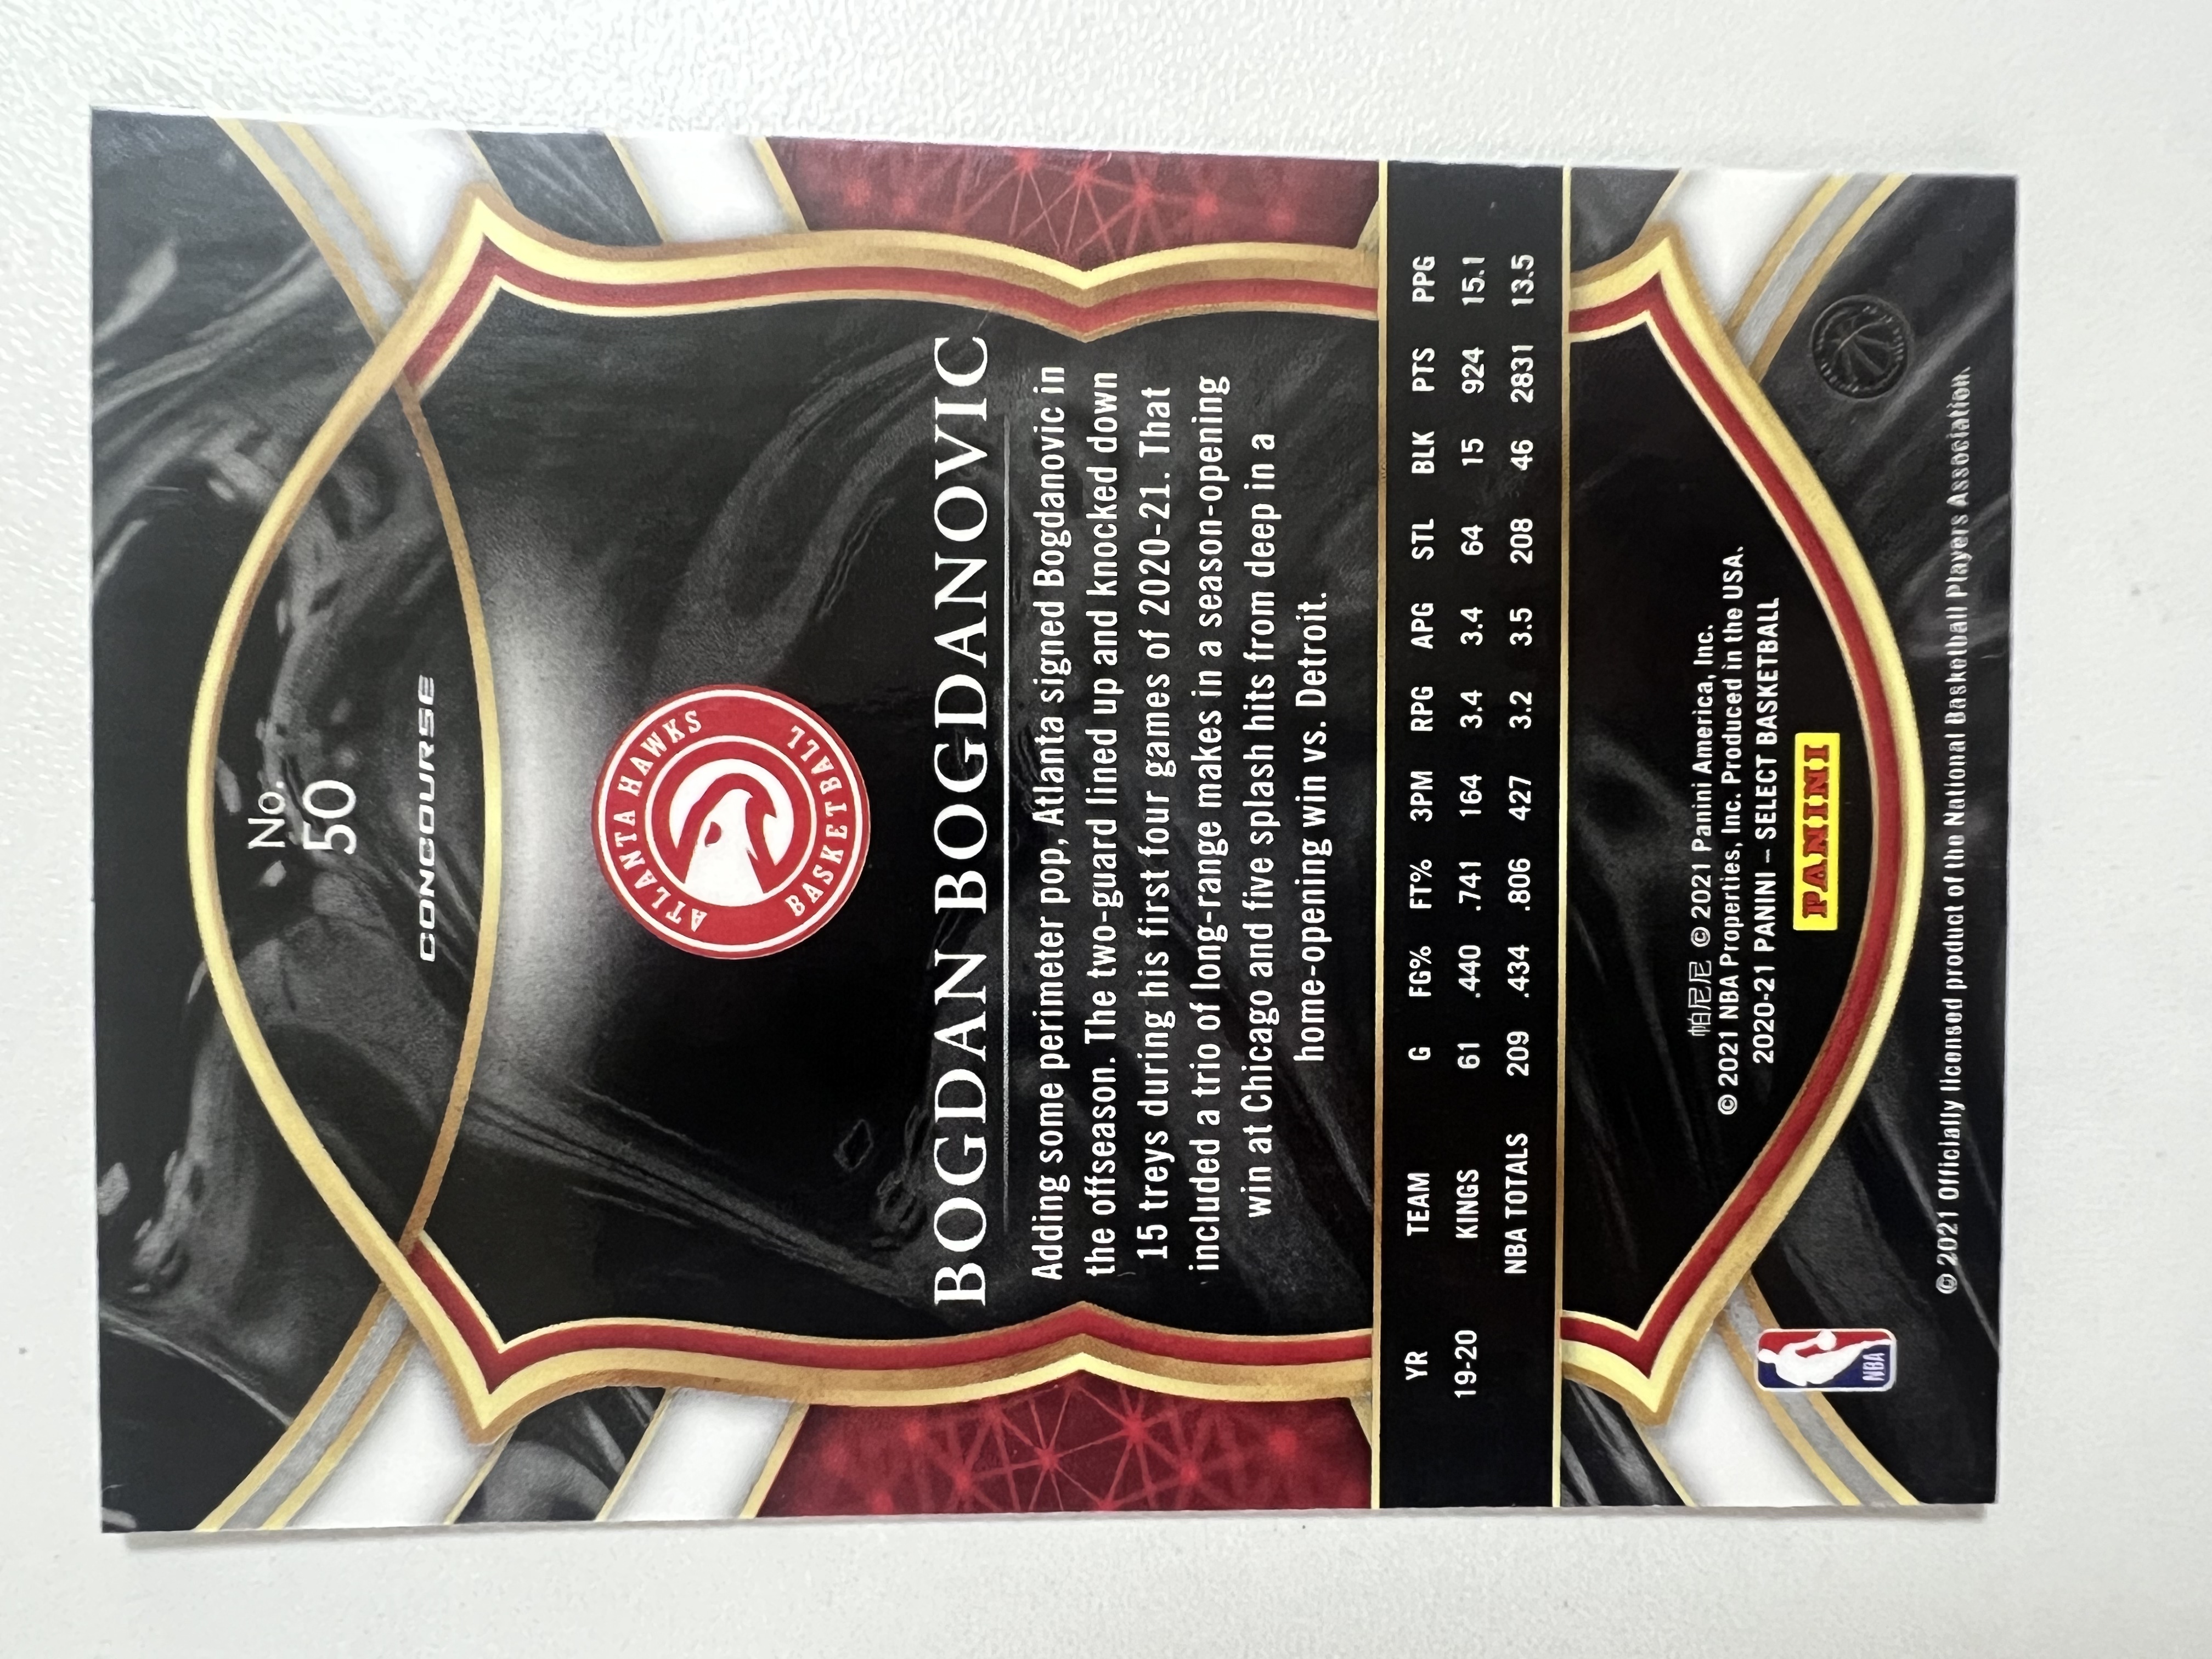 No.
50
CONCOURSE
ATLANTA HAWKS
BASKETBALL
BOGDAN BOGDANOVIC
Adding some perimeter pop, Atlanta signed Bogdanovic in
the offseason. The two-guard lined up and knocked down
15 treys during his first four games of 2020-21. That
included a trio of long-range makes in a season-opening
win at Chicago and five splash hits from deep in a
home-opening win vs. Detroit.
YR TEAM G FG% FT% 3PM RPG APG STL BLK PTS PPG
19-20 KINGS 61 .440 .741 164 3.4 3.4 64 15 924 15.1
NBA TOTALS 209 .434 .806 427 3.2 3.5 208 46 2831 13.5
帕尼尼 © 2021 Panini America, Inc.
© 2021 NBA Properties, Inc. Produced in the USA.
2020-21 PANINI – SELECT BASKETBALL
PANINI
NBA
© 2021 Officially licensed product of the National Basketball Players Association.